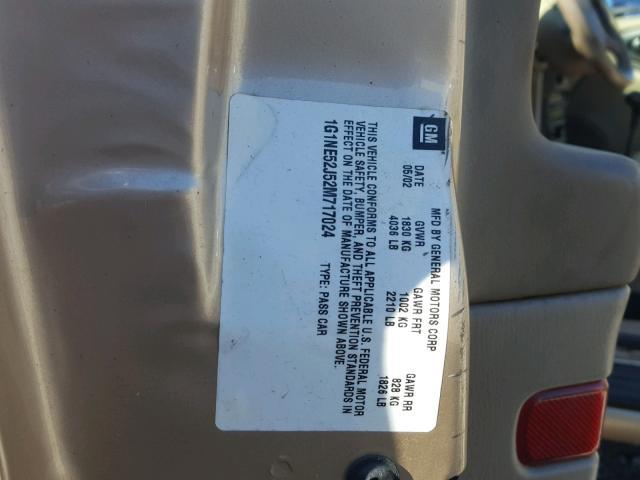 GM
MFD BY GENERAL MOTORS CORP
DATE GVWR GAWR FRT GAWR RR
05/02 1830 KG 1002 KG 828 KG
4036 LB 2210 LB 1826 LB
THIS VEHICLE CONFORMS TO ALL APPLICABLE U.S. FEDERAL MOTOR
VEHICLE SAFETY, BUMPER, AND THEFT PREVENTION STANDARDS IN
EFFECT ON THE DATE OF MANUFACTURE SHOWN ABOVE.
1G1NE52J52M717024 TYPE: PASS CAR